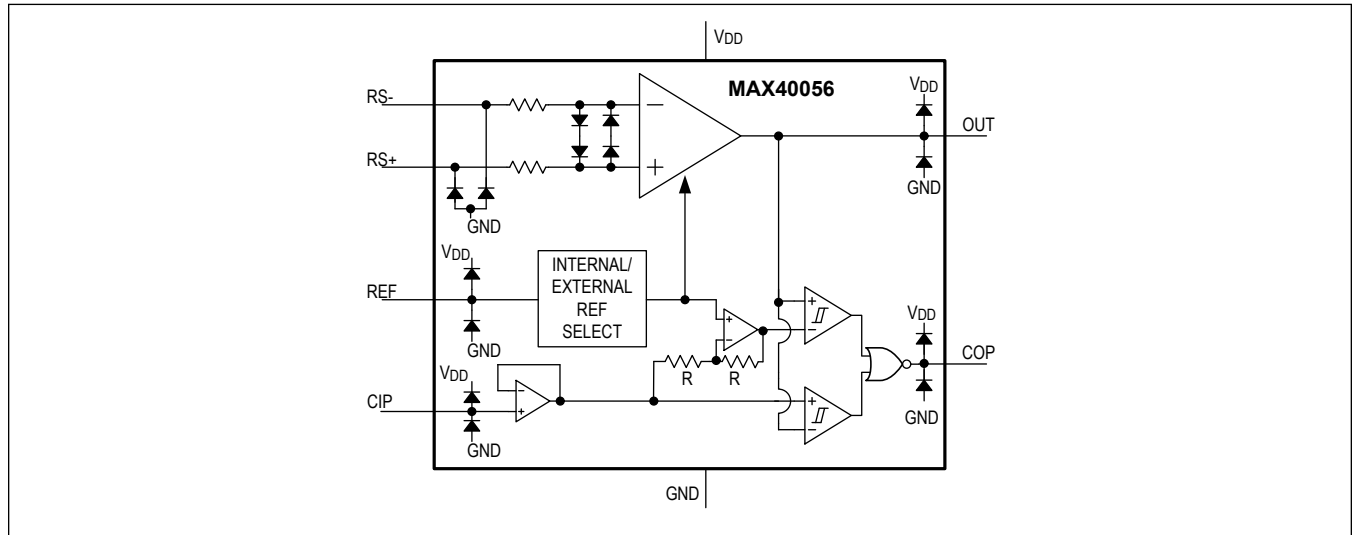 VDD
MAX40056
RS-
VDD
OUT
RS+
GND
GND
VDD
INTERNAL/
EXTERNAL
REF
SELECT
REF
+
-
+
-
VDD
GND
COP
R R
VDD
CIP
-
+
+
-
GND
GND
GND